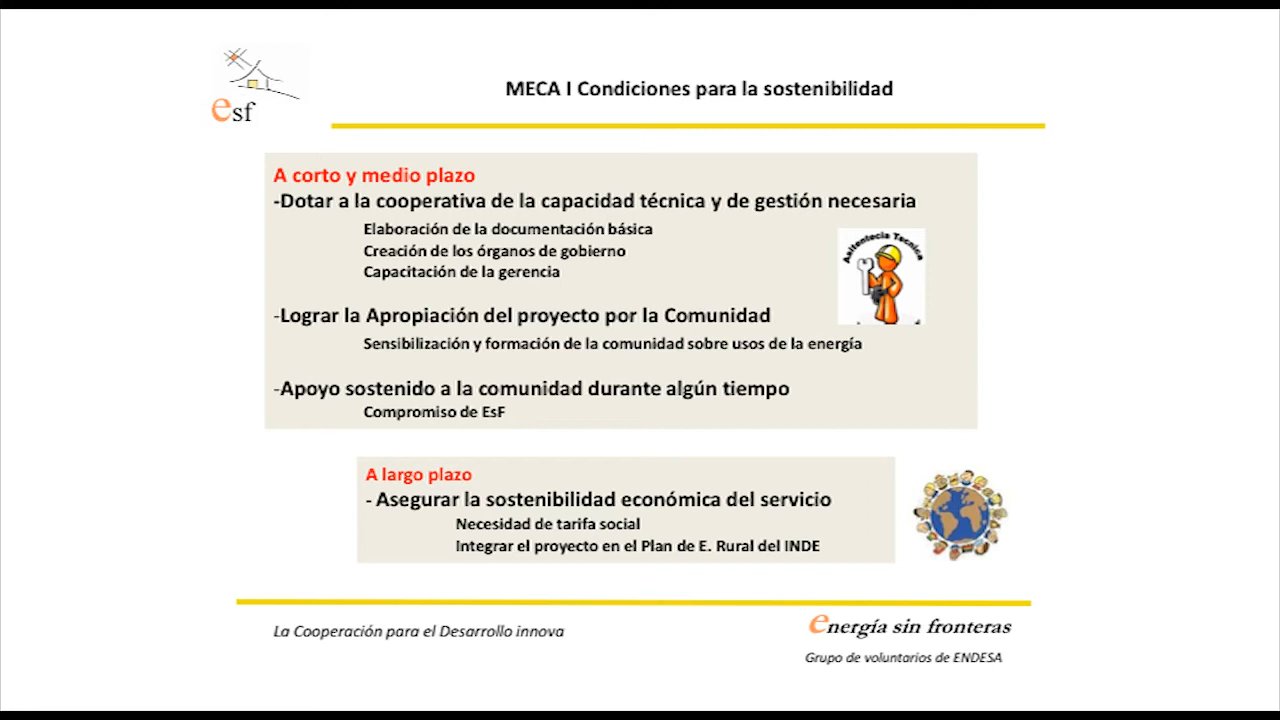 esf
MECA I Condiciones para la sostenibilidad
A corto y medio plazo
-Dotar a la cooperativa de la capacidad técnica y de gestión necesaria
Elaboración de la documentación básica
Creación de los órganos de gobierno
Capacitación de la gerencia
Asitentecia Tecnica
-Lograr la Apropiación del proyecto por la Comunidad
Sensibilización y formación de la comunidad sobre usos de la energía
-Apoyo sostenido a la comunidad durante algún tiempo
Compromiso de EsF
A largo plazo
- Asegurar la sostenibilidad económica del servicio
Necesidad de tarifa social
Integrar el proyecto en el Plan de E. Rural del INDE
La Cooperación para el Desarrollo innova
energía sin fronteras
Grupo de voluntarios de ENDESA